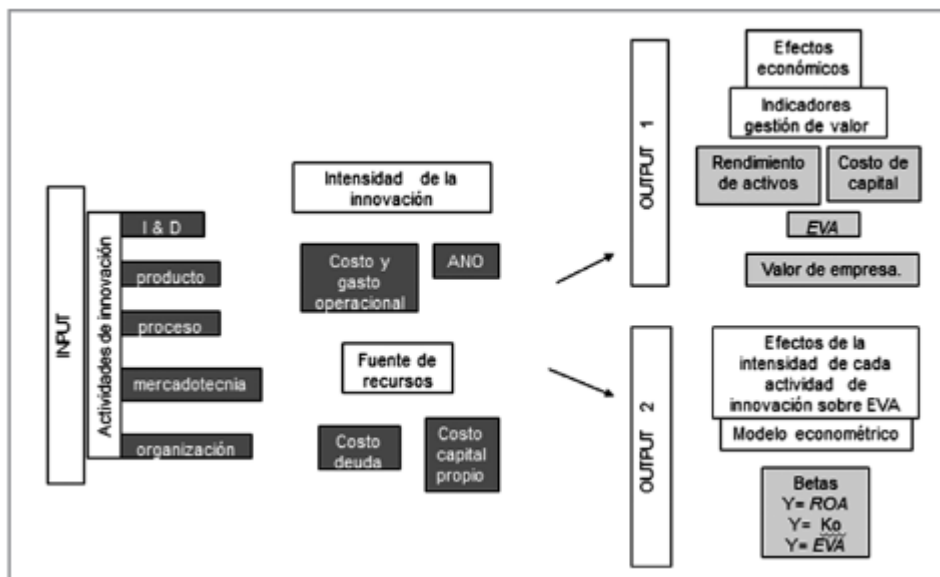 INPUT
Actividades de innovación
I & D
producto
proceso
mercadotecnia
organización
Intensidad de la
innovación
Costo y
gasto
operacional
ANO
Fuente de
recursos
Costo
deuda
Costo
capital
propio
OUTPUT 1
Efectos
económicos
Indicadores
gestión de valor
Rendimiento
de activos
Costo de
capital
EVA
Valor de empresa.
OUTPUT 2
Efectos de la
intensidad de cada
actividad de
innovación sobre EVA
Modelo econométrico
Betas
Y= ROA
Y= Ko
Y= EVA